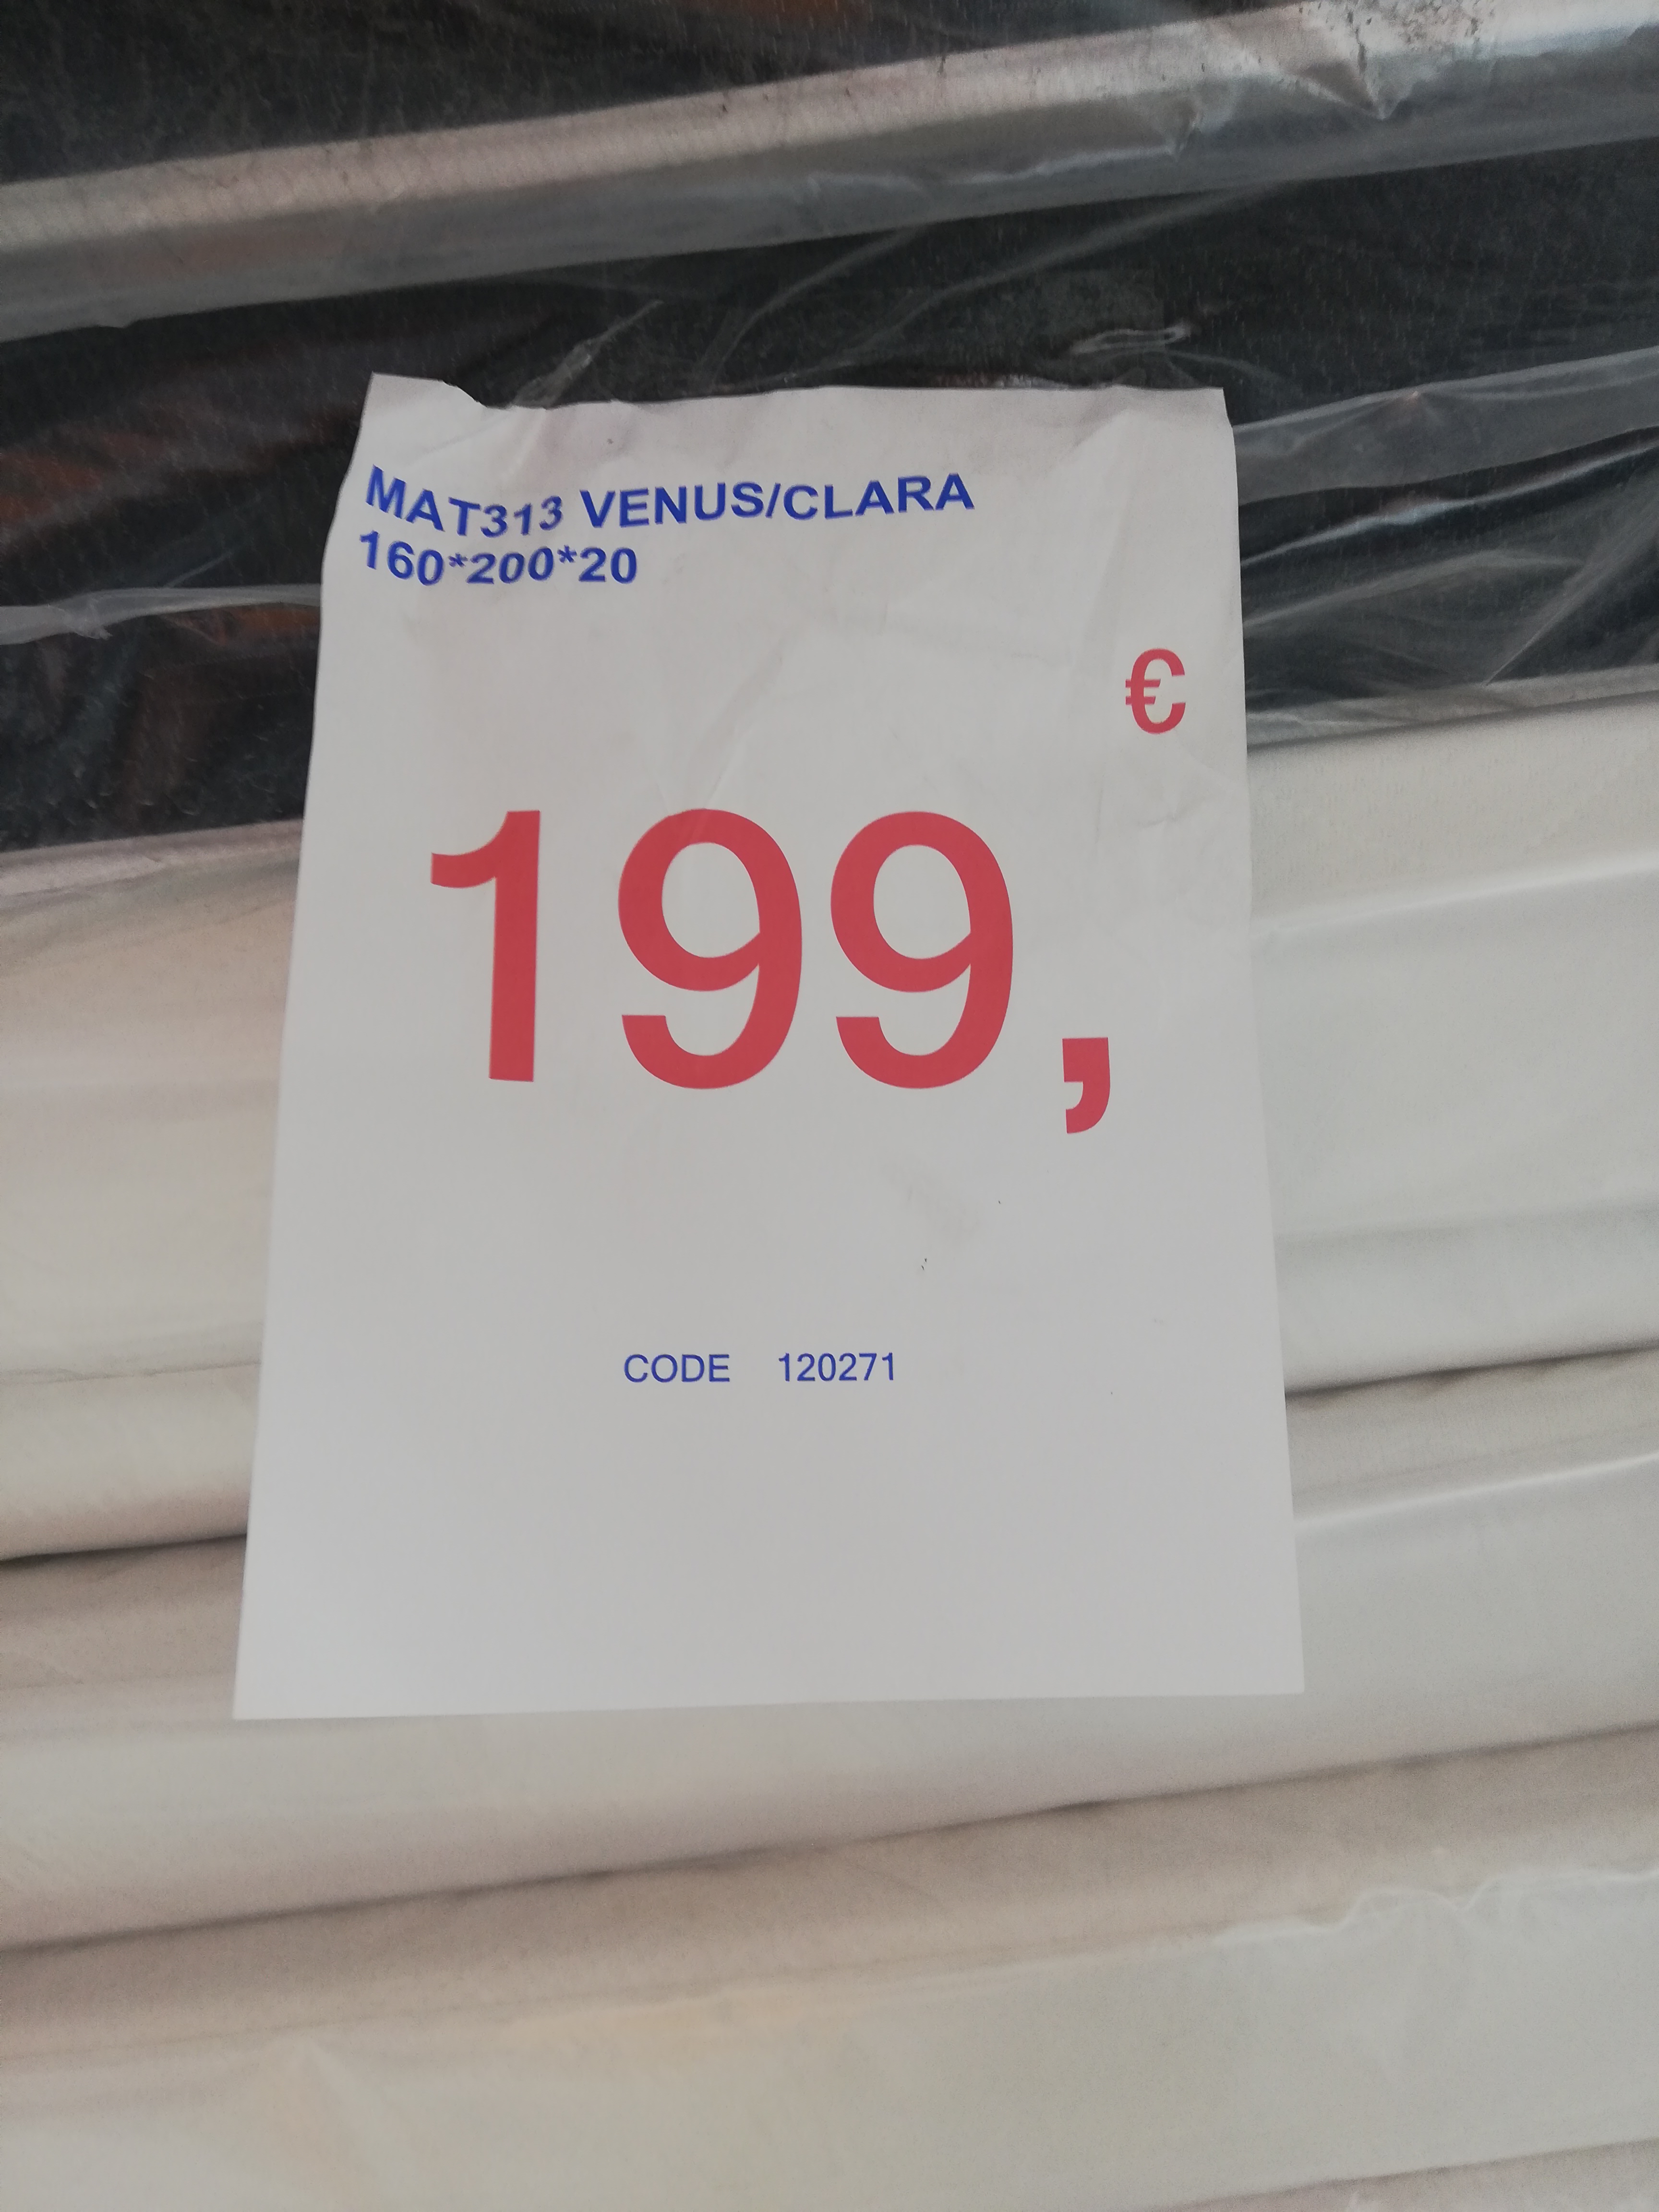 MAT313 VENUS/CLARA
160*200*20
€
199,
CODE 120271